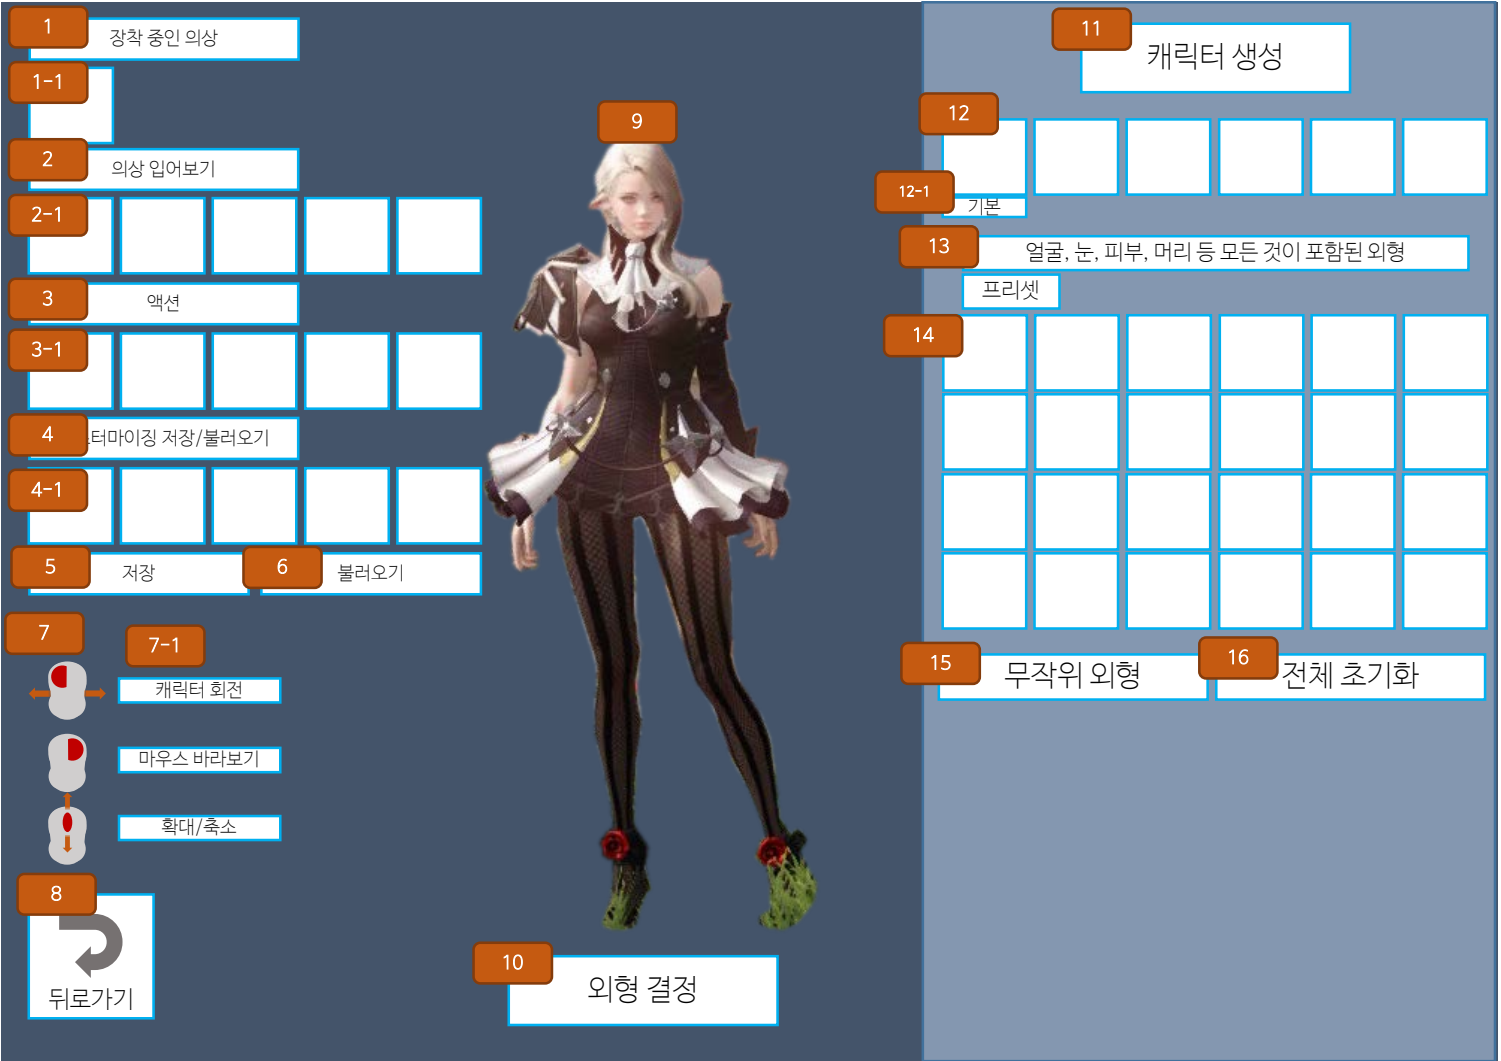 1
장착 중인 의상
1-1
2
의상 입어보기
2-1
3
액션
3-1
4
터마이징 저장/불러오기
4-1
5
저장
6
불러오기
7
7-1
캐릭터 회전
마우스 바라보기
확대/축소
8
뒤로가기
9
10
외형 결정
11
캐릭터 생성
12
12-1
기본
13
얼굴, 눈, 피부, 머리 등 모든 것이 포함된 외형
프리셋
14
15
무작위 외형
16
전체 초기화